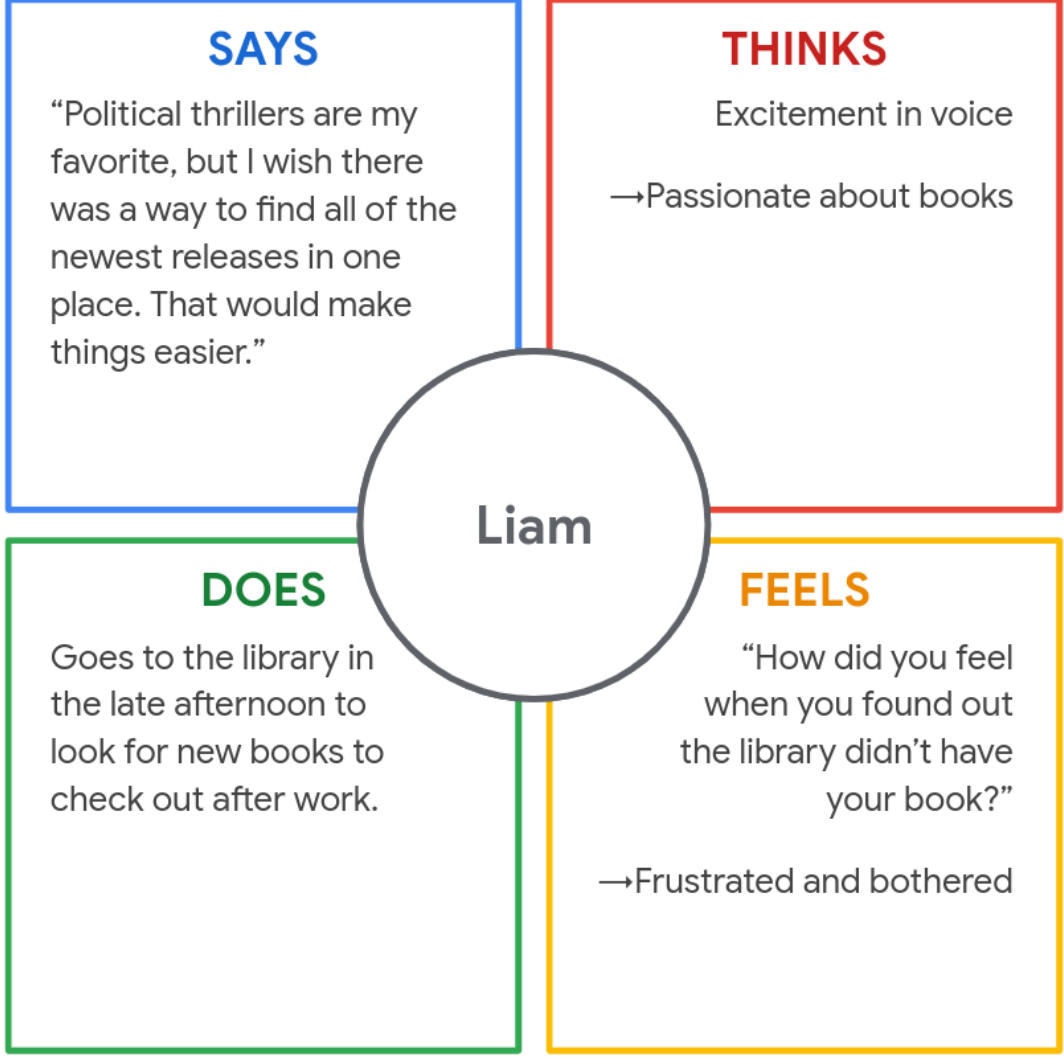 SAYS
“Political thrillers are my
favorite, but I wish there
was a way to find all of the
newest releases in one
place. That would make
things easier.”
THINKS
Excitement in voice
→Passionate about books
Liam
DOES
Goes to the library in
the late afternoon to
look for new books to
check out after work.
FEELS
“How did you feel
when you found out
the library didn’t have
your book?”
→Frustrated and bothered